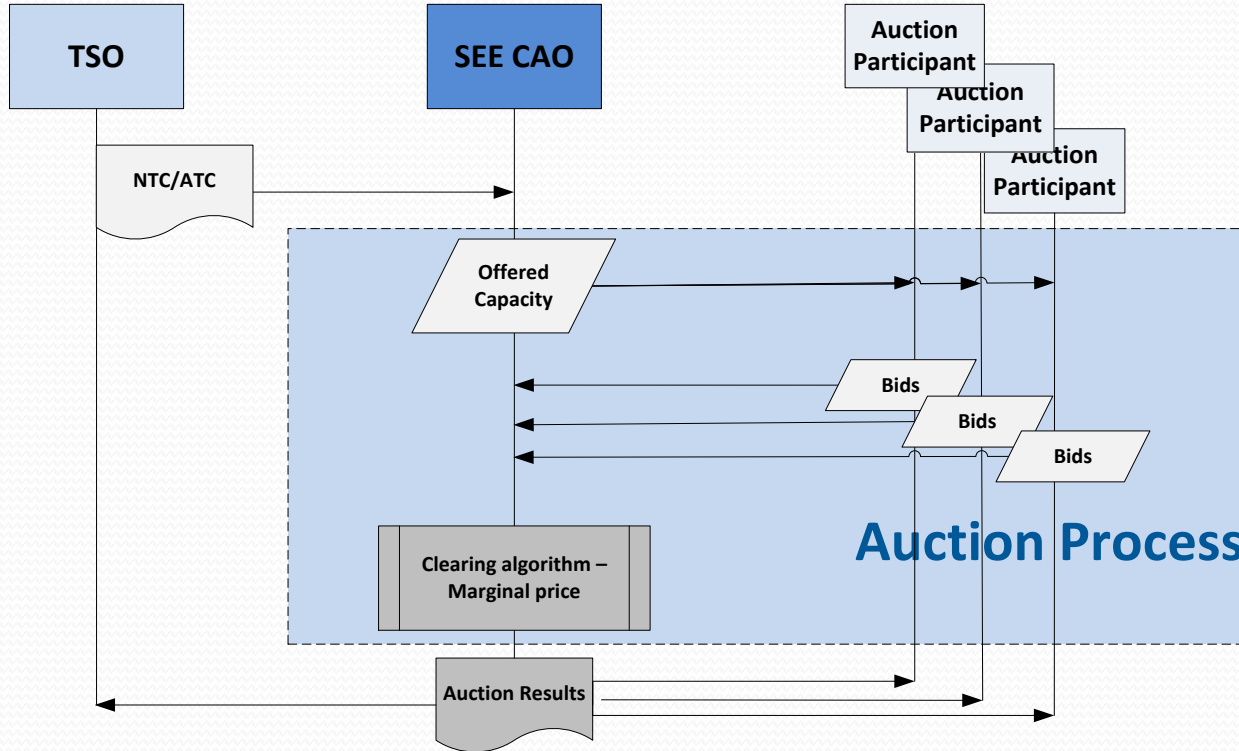 TSO
SEE CAO
Auction
Participant
Auction
Participant
Auction
Participant
NTC/ATC
Offered
Capacity
Bids
Bids
Bids
Auction Process
Clearing algorithm –
Marginal price
Auction Results